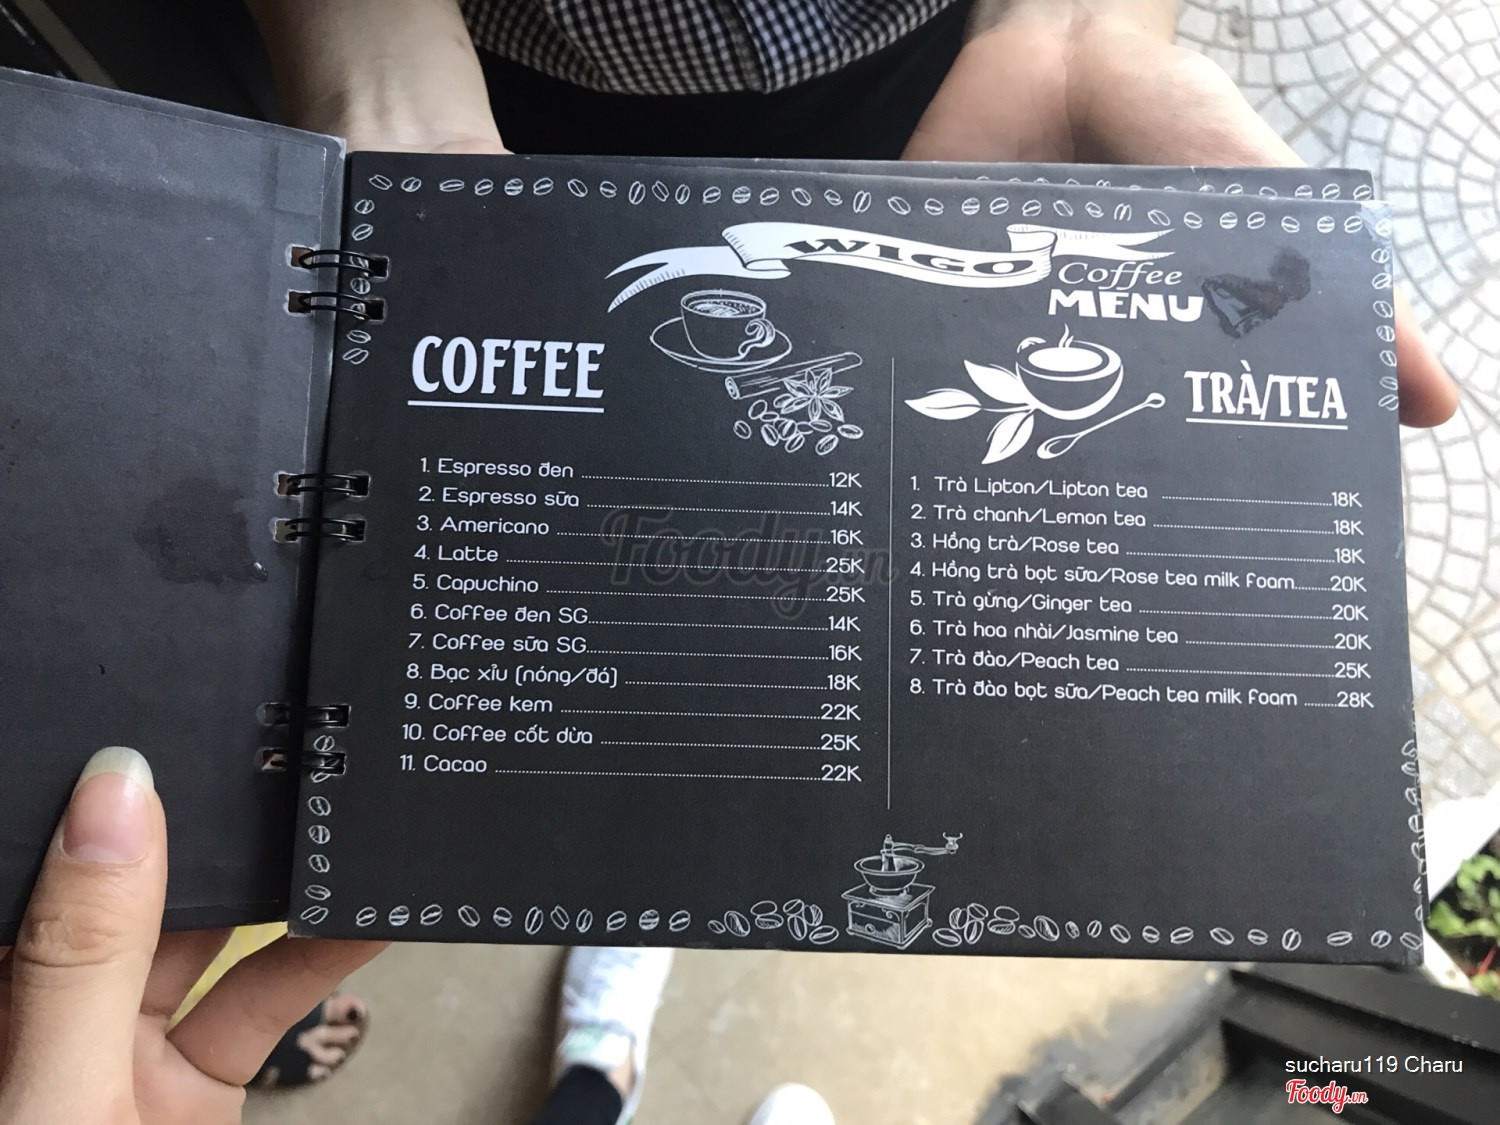 WIGO
Coffee
MENU
COFFEE
1. Espresso đen ........ 12K
2. Espresso sữa ........ 14K
3. Americano ........ 16K
4. Latte ........ 25K
5. Capuchino ........ 25K
6. Coffee đen SG ........ 14K
7. Coffee sữa SG ........ 16K
8. Bạc xỉu (nóng/đá) ........ 18K
9. Coffee kem ........ 22K
10. Coffee cốt dừa ........ 25K
11. Cacao ........ 22K
TRÀ/TEA
1. Trà Lipton/Lipton tea ........ 18K
2. Trà chanh/Lemon tea ........ 18K
3. Hồng trà/Rose tea ........ 18K
4. Hồng trà bọt sữa/Rose tea milk foam ........ 20K
5. Trà gừng/Ginger tea ........ 20K
6. Trà hoa nhài/Jasmine tea ........ 20K
7. Trà đào/Peach tea ........ 25K
8. Trà đào bọt sữa/Peach tea milk foam ........ 28K
Foody.vn
sucharu119 Charu
Foody.vn